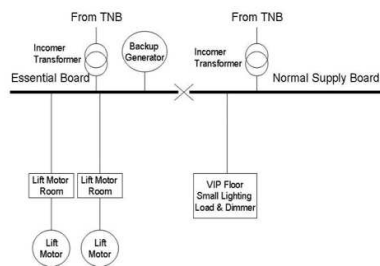 From TNB
From TNB
Incomer
Transformer
Backup
Generator
Incomer
Transformer
Essential Board
Normal Supply Board
Lift Motor
Room
Lift Motor
Room
VIP Floor
Small Lighting
Load & Dimmer
Lift
Motor
Lift
Motor